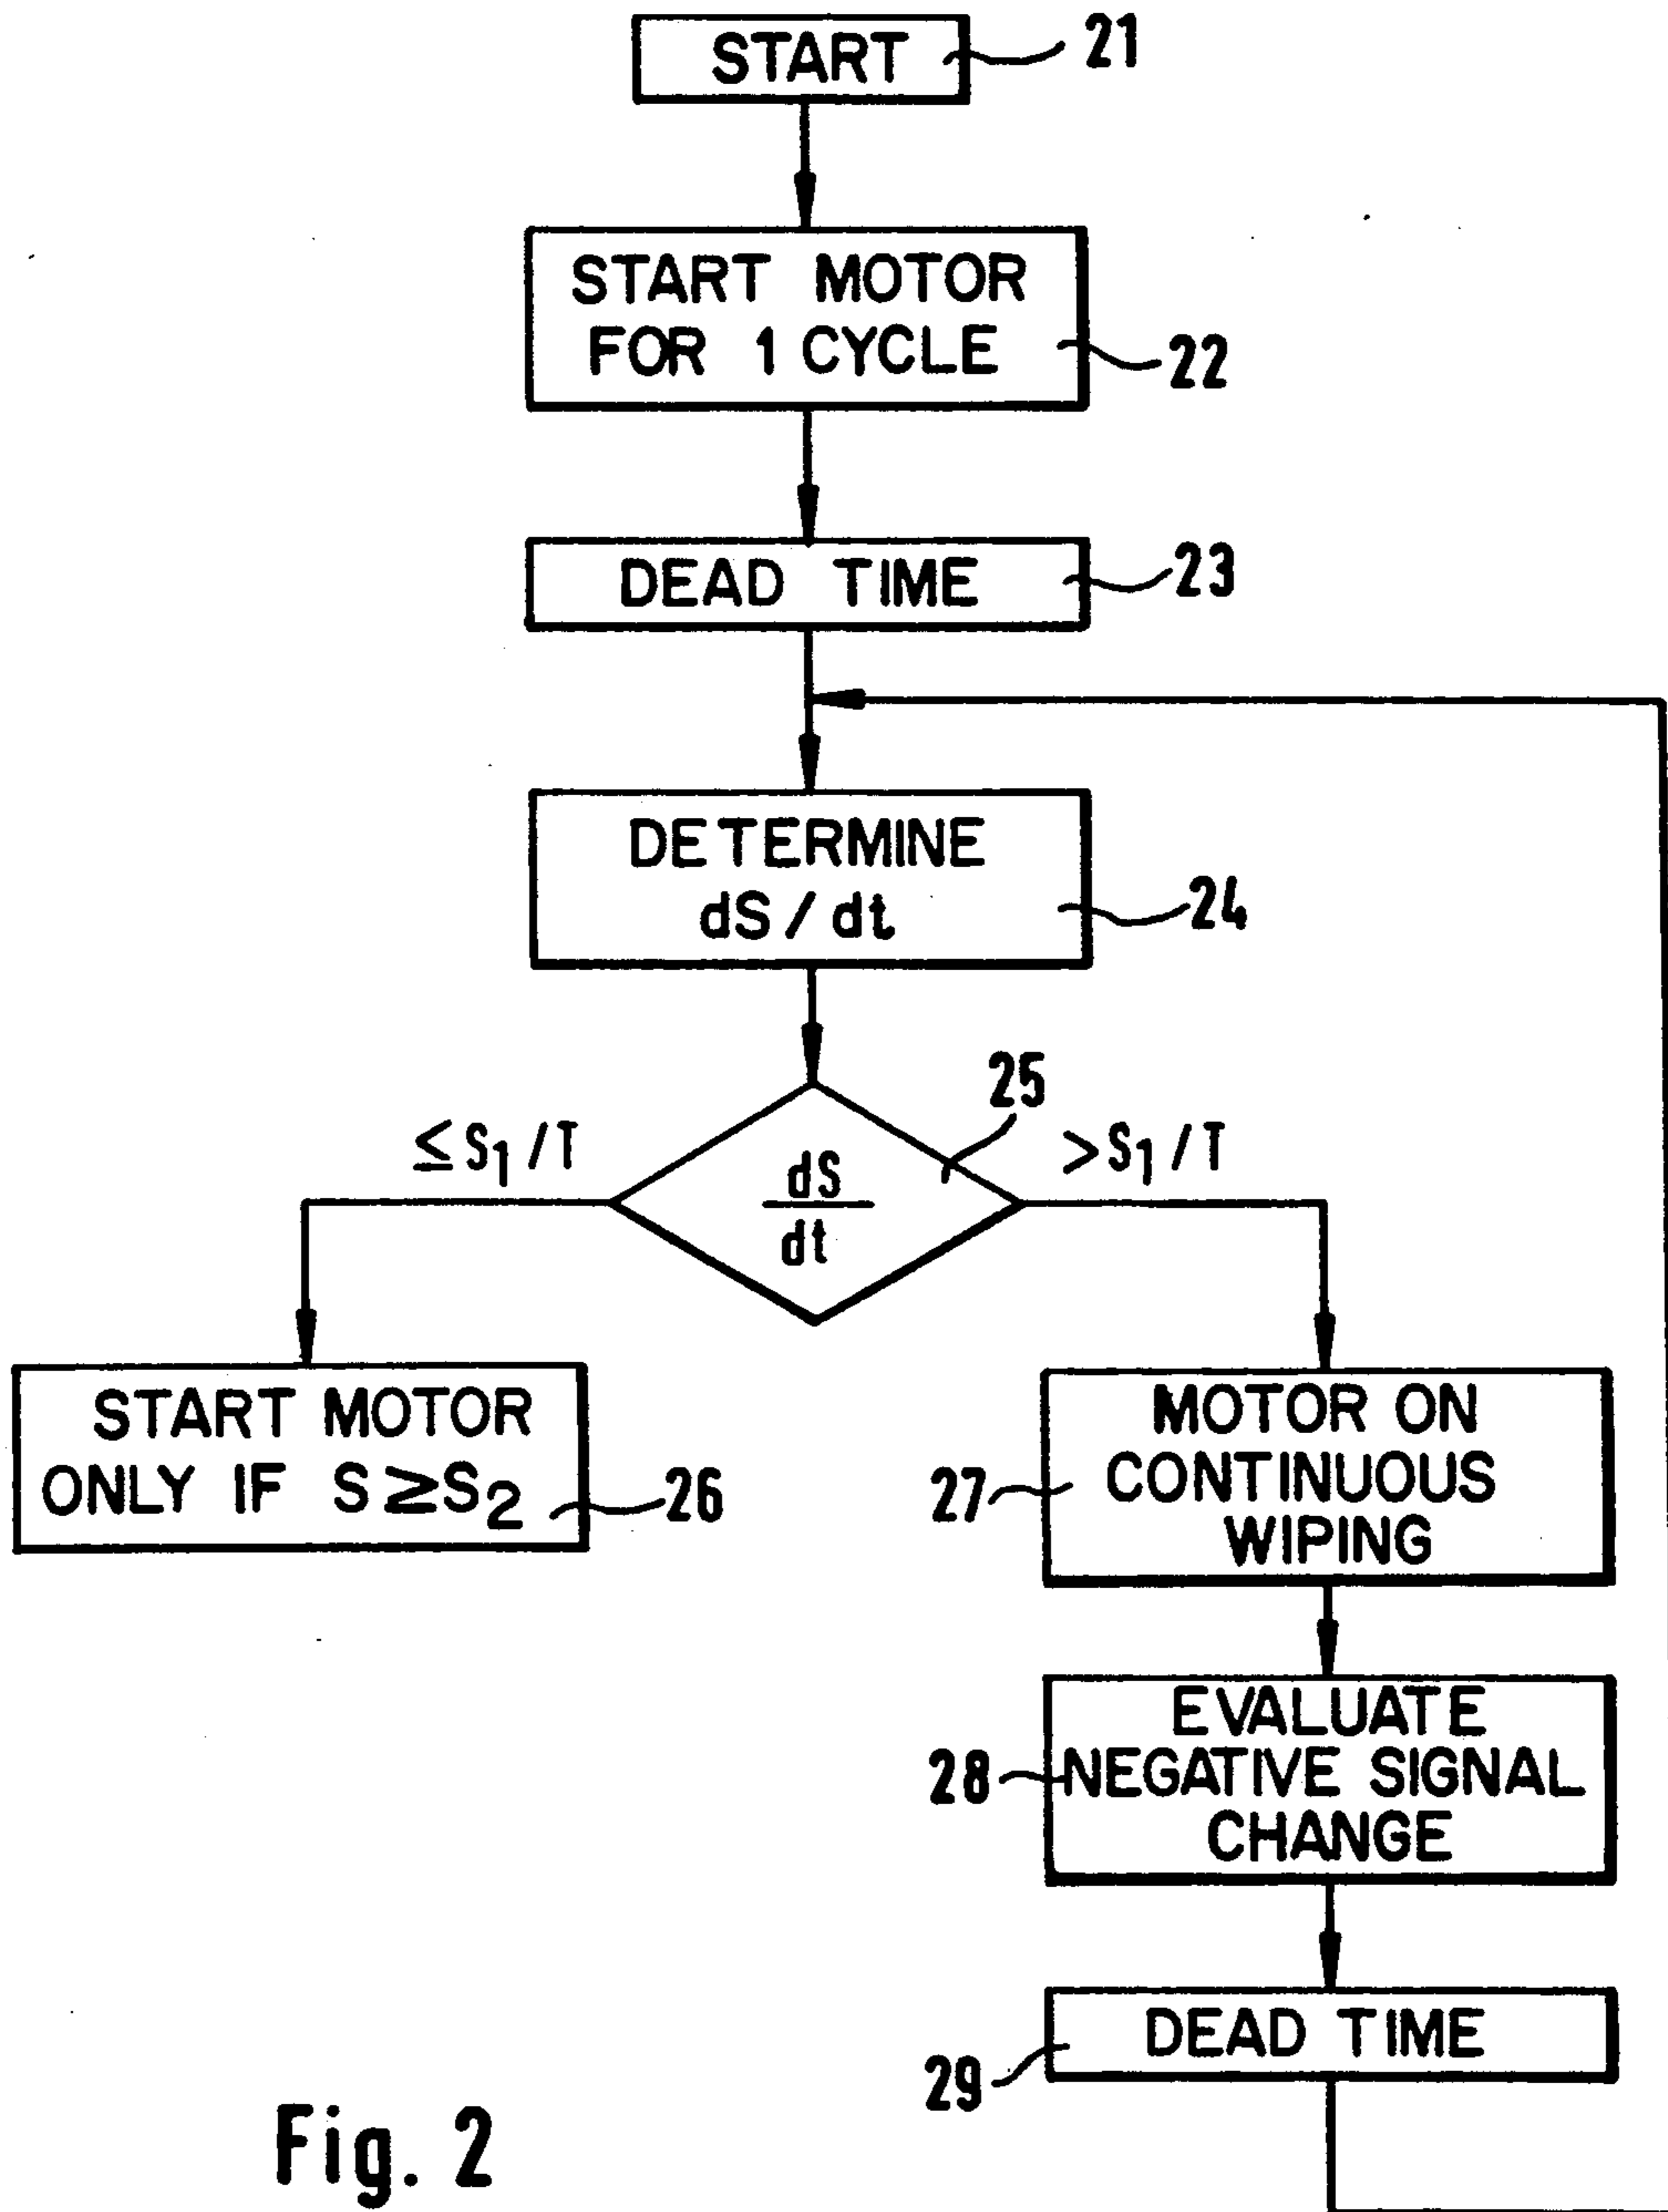 START
21
START MOTOR
FOR 1 CYCLE
22
DEAD TIME
23
DETERMINE
dS / dt
24
25
≤ S1 / T
> S1 / T
dS
dt
START MOTOR
ONLY IF S ≥ S2
26
MOTOR ON
CONTINUOUS
WIPING
27
EVALUATE
NEGATIVE SIGNAL
CHANGE
28
DEAD TIME
29
Fig. 2